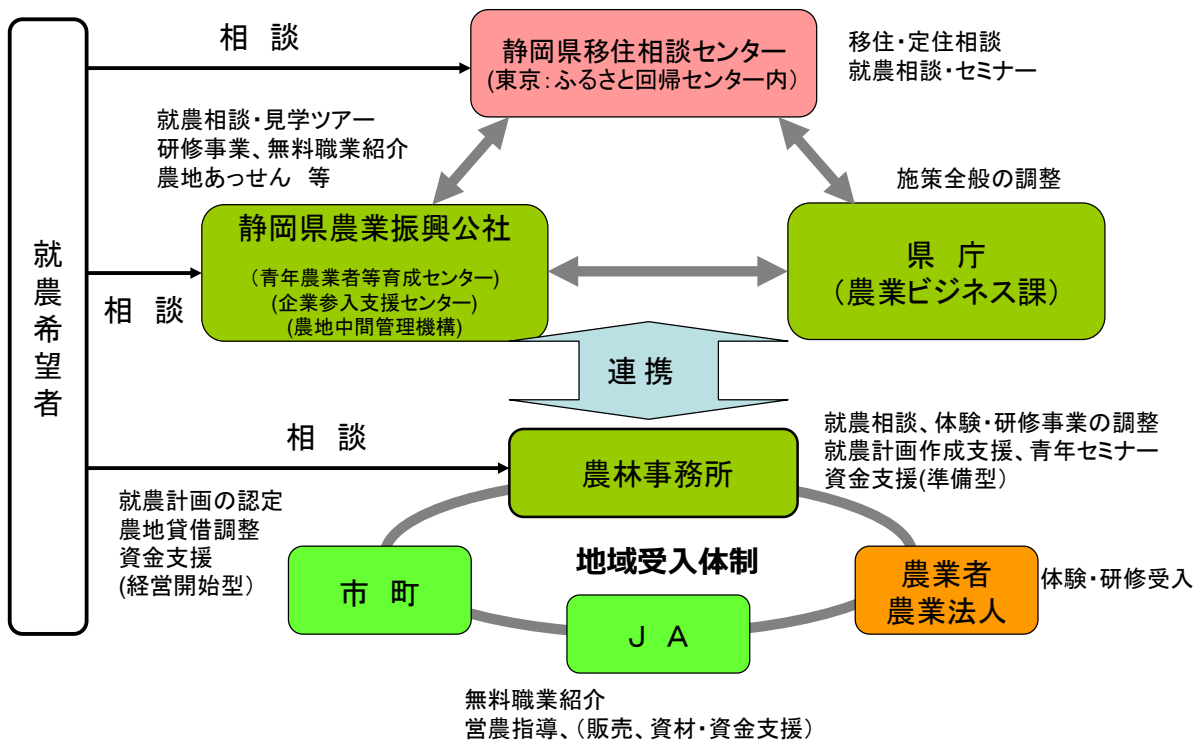 就農希望者
相 談
静岡県移住相談センター
(東京:ふるさと回帰センター内)
移住・定住相談
就農相談・セミナー
就農相談・見学ツアー
研修事業、無料職業紹介
農地あっせん 等
施策全般の調整
相 談
静岡県農業振興公社
(青年農業者等育成センター)
(企業参入支援センター)
(農地中間管理機構)
県 庁
(農業ビジネス課)
連 携
相 談
農林事務所
就農相談、体験・研修事業の調整
就農計画作成支援、青年セミナー
資金支援(準備型)
就農計画の認定
農地貸借調整
資金支援
(経営開始型)
地域受入体制
市 町
J A
農業者
農業法人
体験・研修受入
無料職業紹介
営農指導、(販売、資材・資金支援)